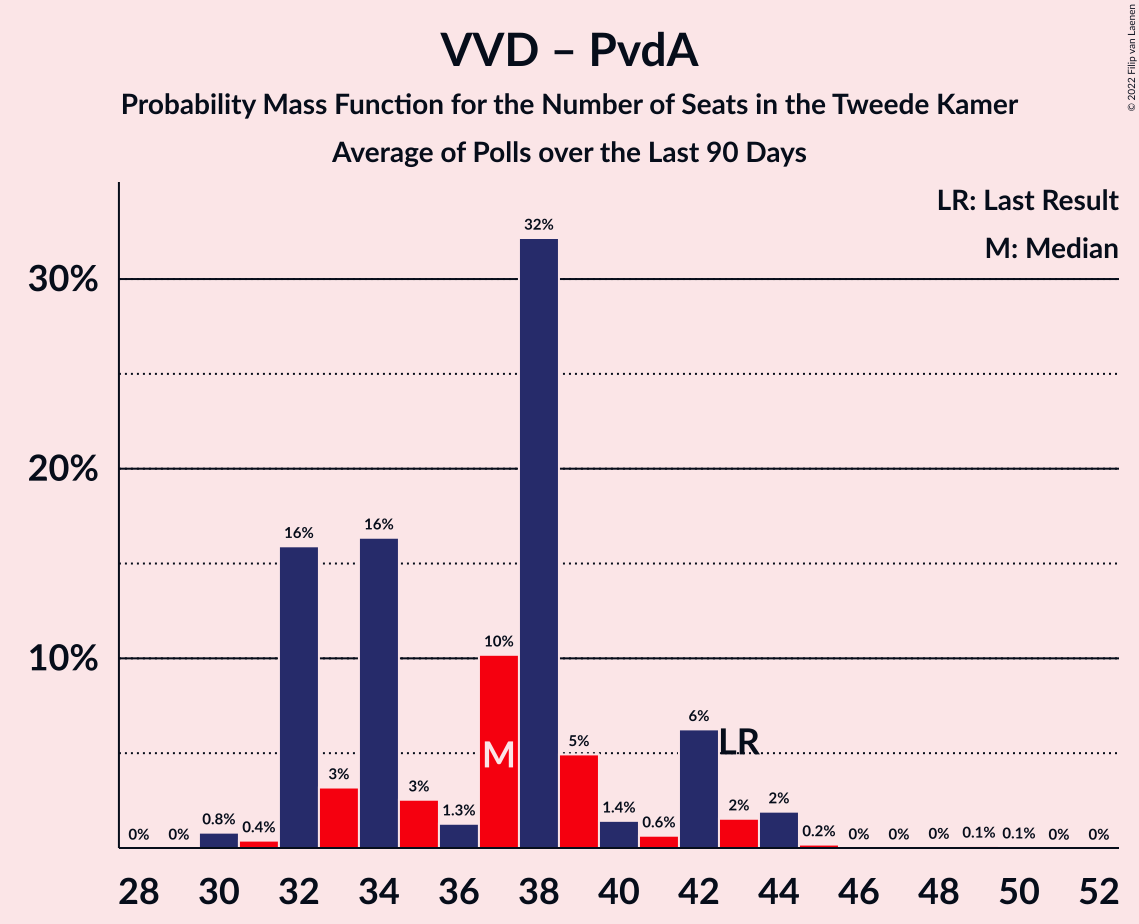 VVD – PvdA
Probability Mass Function for the Number of Seats in the Tweede Kamer
Average of Polls over the Last 90 Days
© 2022 Filip van Laenen
LR: Last Result
M: Median
30%
20%
10%
0% 0% 0.8% 0.4% 16% 3% 16% 3% 1.3% 10% 32% 5% 1.4% 0.6% 6% 2% 2% 0.2% 0% 0% 0% 0.1% 0.1% 0% 0%
M
LR
28 30 32 34 36 38 40 42 44 46 48 50 52